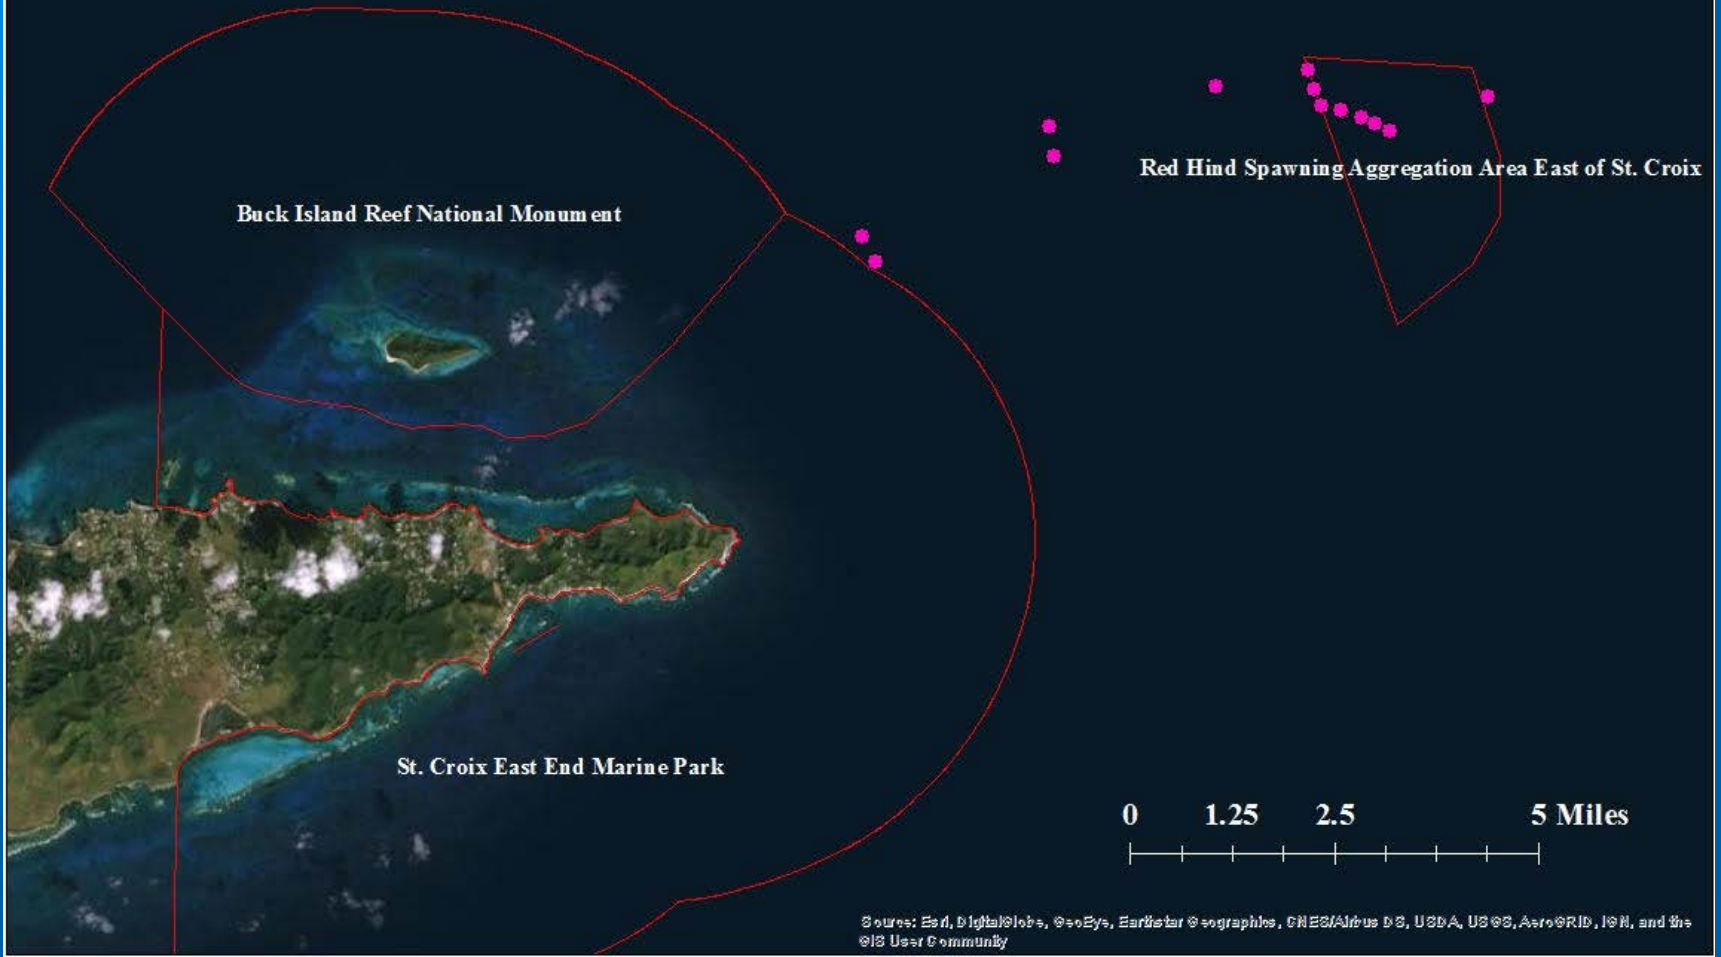 Red Hind Spawning Aggregation Area East of St. Croix
Buck Island Reef National Monument
St. Croix East End Marine Park
0 1.25 2.5 5 Miles
Source: Esri, DigitalGlobe, GeoEye, Earthstar Geographics, CNES/Airbus DS, USDA, USGS, AeroGRID, IGN, and the
GIS User Community